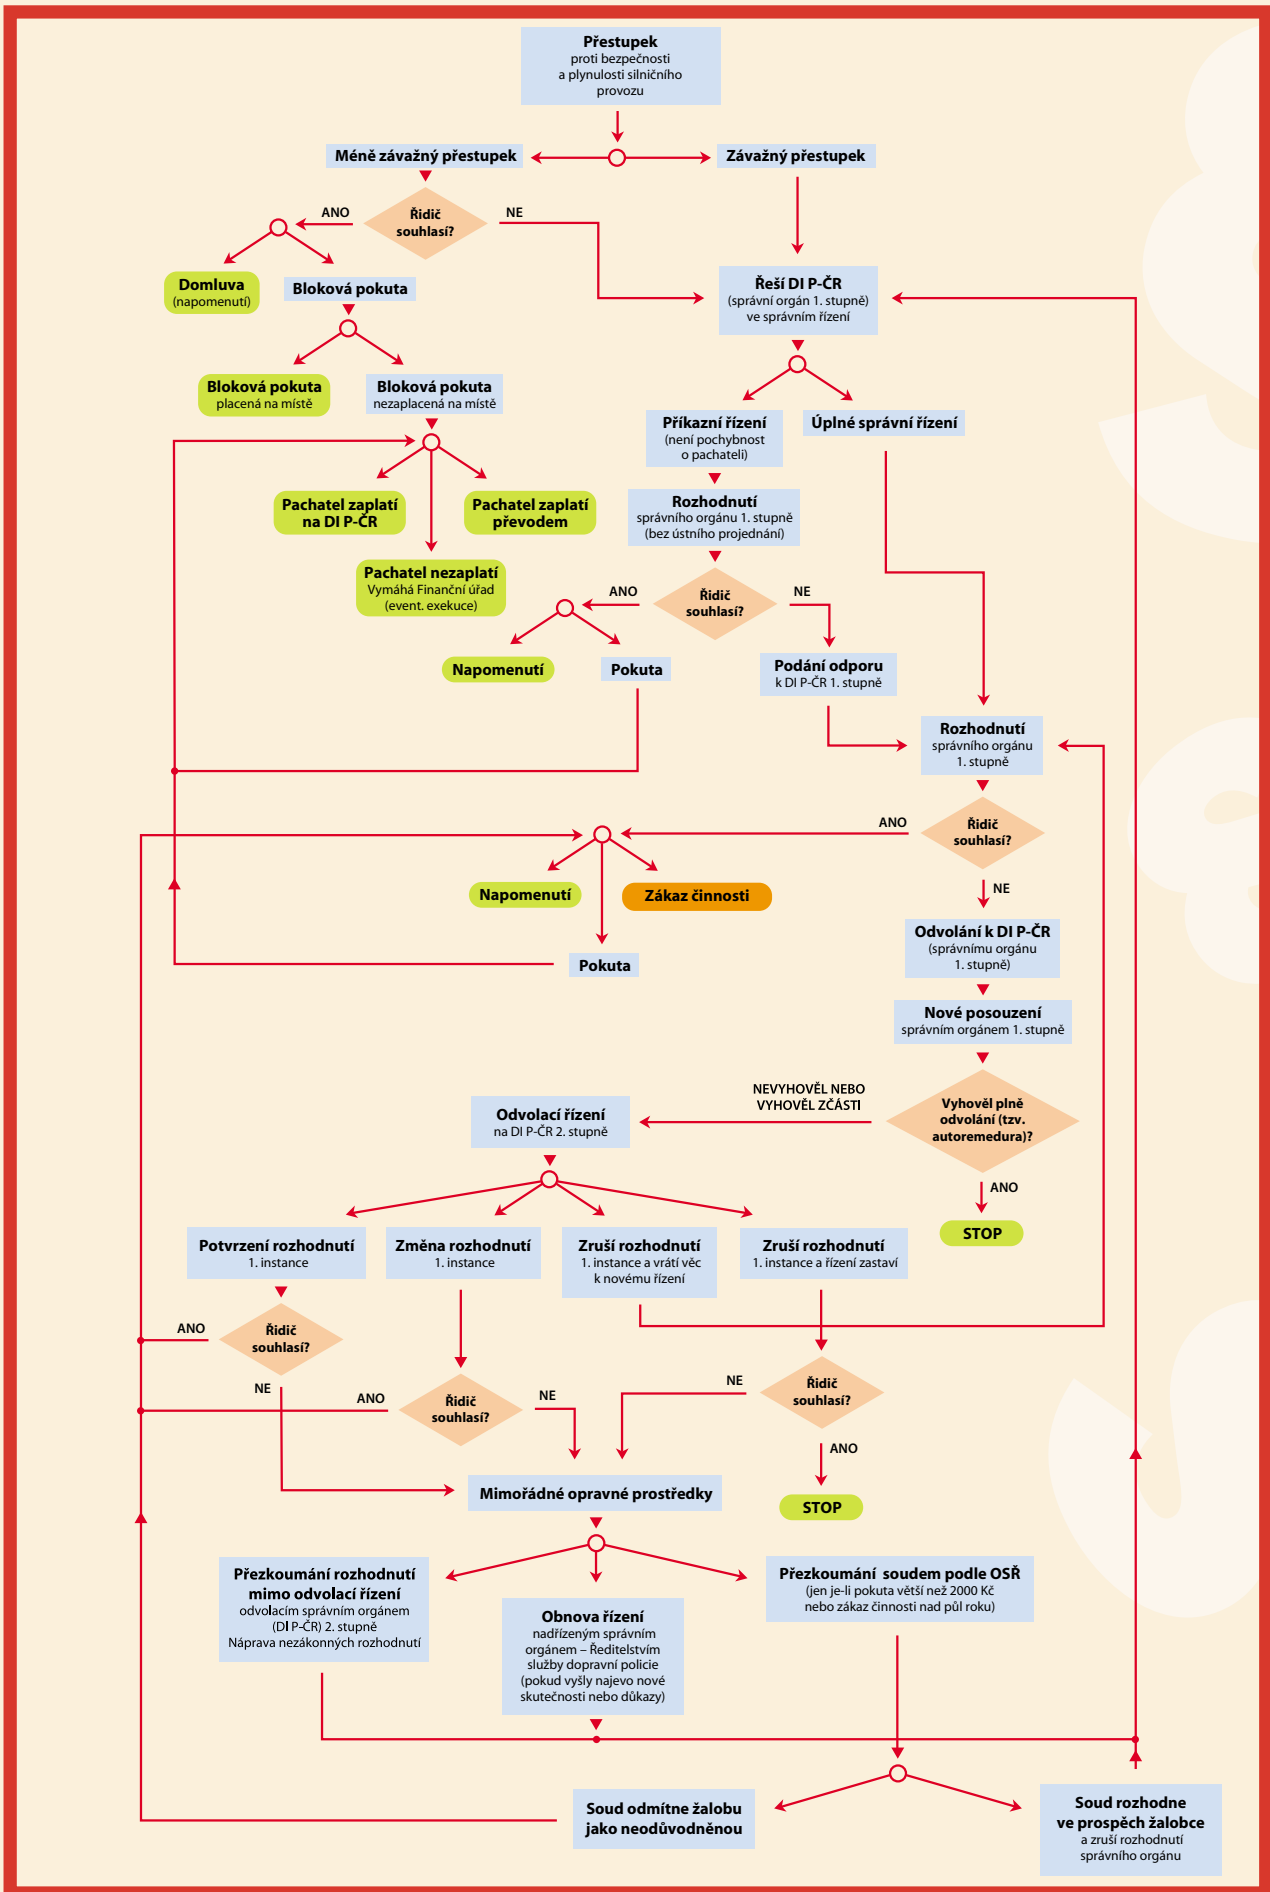 Přestupek
proti bezpečnosti
a plynulosti silničního
provozu
Méně závažný přestupek
Závažný přestupek
ANO
Řidič
souhlasí?
NE
Domluva
(napomenutí)
Bloková pokuta
Řeší DI P-ČR
(správní orgán 1. stupně)
ve správním řízení
Bloková pokuta
placená na místě
Bloková pokuta
nezaplacená na místě
Příkazní řízení
(není pochybnost
o pachateli)
Úplné správní řízení
Pachatel zaplatí
na DI P-ČR
Pachatel zaplatí
převodem
Rozhodnutí
správního orgánu 1. stupně
(bez ústního projednání)
Pachatel nezaplatí
Vymáhá Finanční úřad
(event. exekuce)
ANO
Řidič
souhlasí?
NE
Napomenutí
Pokuta
Podání odporu
k DI P-ČR 1. stupně
Rozhodnutí
správního orgánu
1. stupně
ANO
Řidič
souhlasí?
NE
Napomenutí
Zákaz činnosti
Pokuta
Odvolání k DI P-ČR
(správnímu orgánu
1. stupně)
Nové posouzení
správním orgánem 1. stupně
NEVYHOVĚL NEBO
VYHOVĚL ZČÁSTI
Vyhověl plně
odvolání (tzv.
autoremedura)?
Odvolací řízení
na DI P-ČR 2. stupně
ANO
STOP
Potvrzení rozhodnutí
1. instance
Změna rozhodnutí
1. instance
Zruší rozhodnutí
1. instance a vrátí věc
k novému řízení
Zruší rozhodnutí
1. instance a řízení zastaví
ANO
Řidič
souhlasí?
NE
ANO
Řidič
souhlasí?
NE
NE
Řidič
souhlasí?
ANO
STOP
Mimořádné opravné prostředky
Přezkoumání rozhodnutí
mimo odvolací řízení
odvolacím správním orgánem
(DI P-ČR) 2. stupně
Náprava nezákonných rozhodnutí
Obnova řízení
nadřízeným správním
orgánem – Ředitelstvím
služby dopravní policie
(pokud vyšly najevo nové
skutečnosti nebo důkazy)
Přezkoumání soudem podle OSŘ
(jen je-li pokuta větší než 2000 Kč
nebo zákaz činnosti nad půl roku)
Soud odmítne žalobu
jako neodůvodněnou
Soud rozhodne
ve prospěch žalobce
a zruší rozhodnutí
správního orgánu